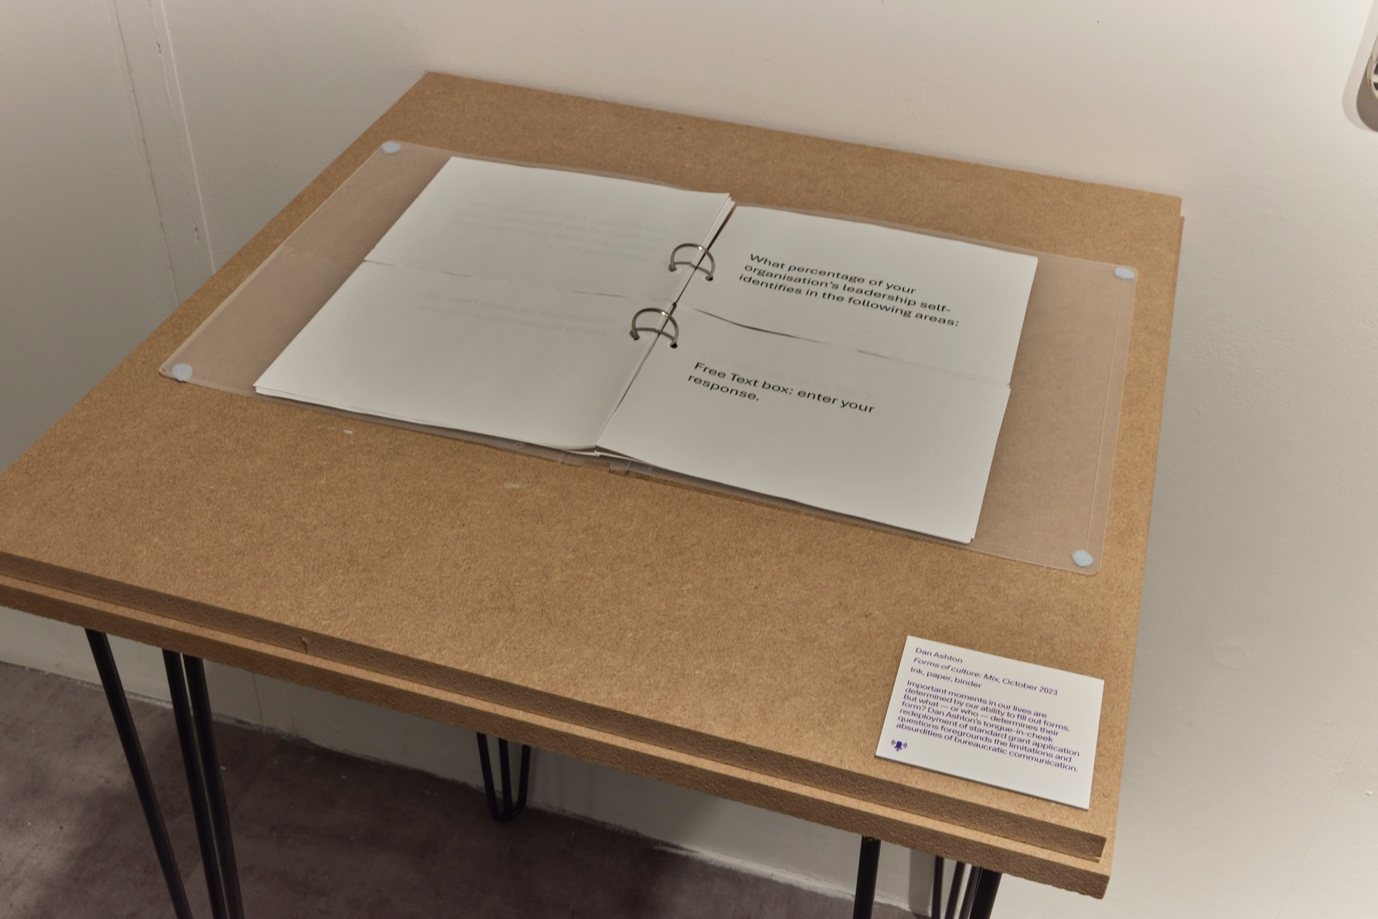 What percentage of your
organisation's leadership self-
identifies in the following areas:
Free Text box: enter your
response.
Dan Ashton
Forms of culture: Mix, October 2023
Ink, paper, binder
Important moments in our lives are
determined by our ability to fill out forms.
But what — or who — determines their
form? Dan Ashton's tongue-in-cheek
redeployment of standard grant application
questions foregrounds the limitations and
absurdities of bureaucratic communication.